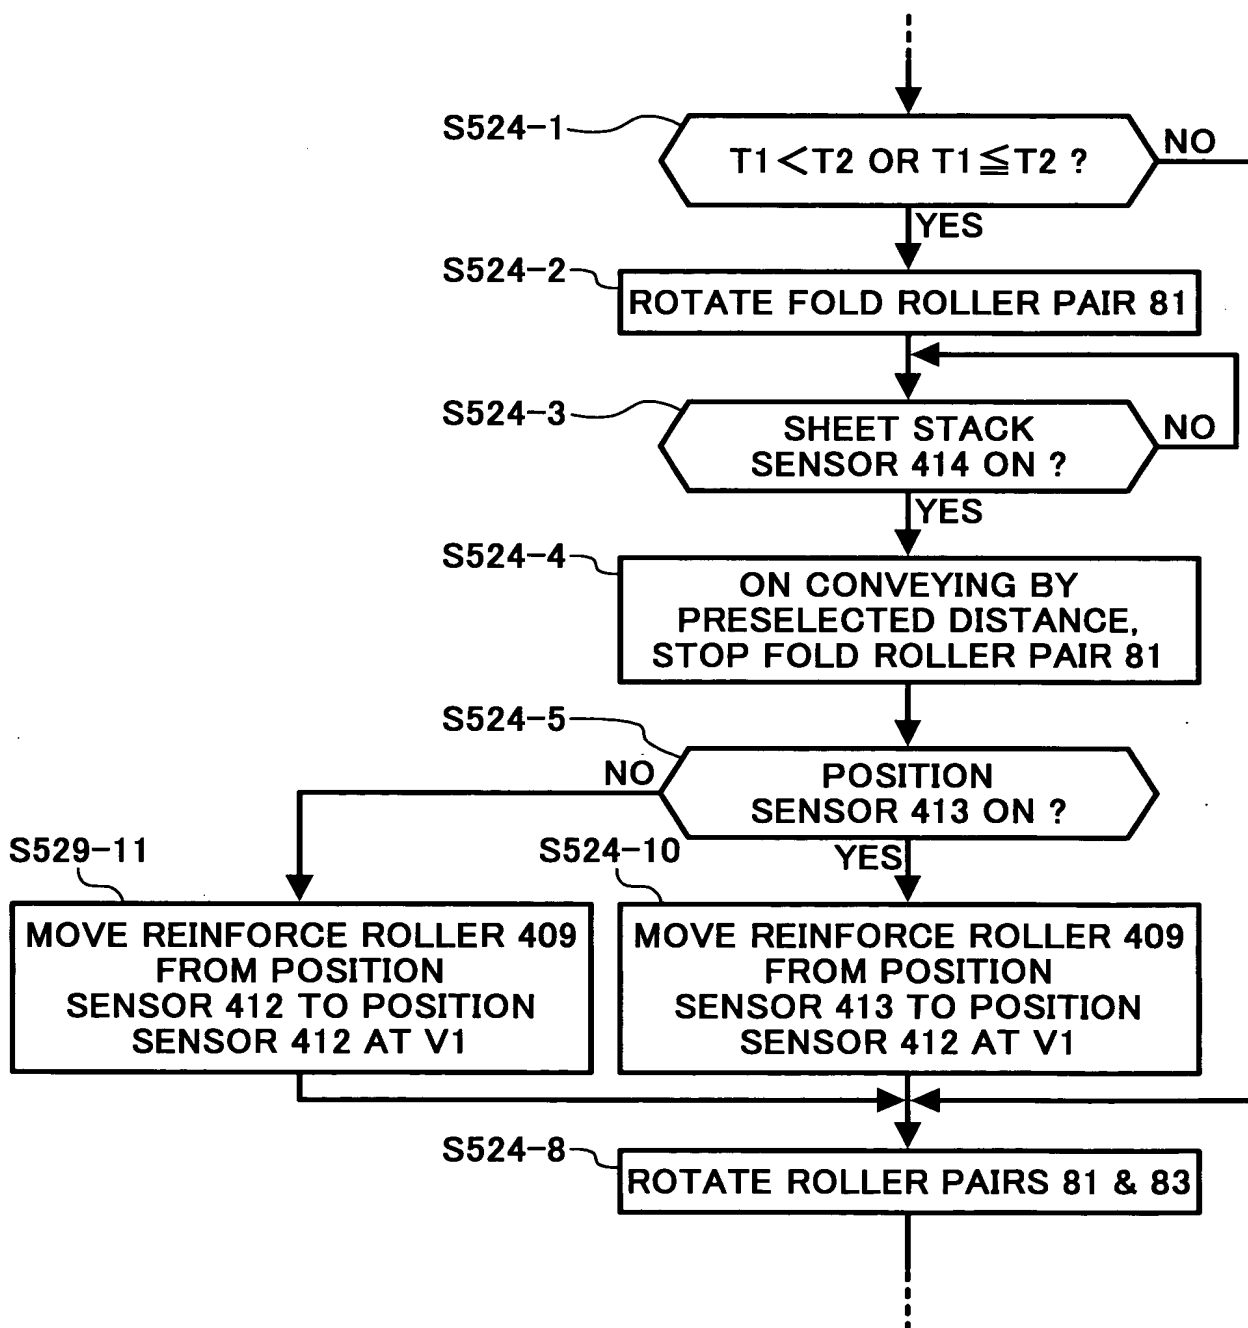 S524-1
T1<T2 OR T1≦T2 ?
NO
YES
S524-2
ROTATE FOLD ROLLER PAIR 81
S524-3
SHEET STACK
SENSOR 414 ON ?
NO
YES
S524-4
ON CONVEYING BY
PRESELECTED DISTANCE,
STOP FOLD ROLLER PAIR 81
S524-5
POSITION
SENSOR 413 ON ?
NO
YES
S529-11
MOVE REINFORCE ROLLER 409
FROM POSITION
SENSOR 412 TO POSITION
SENSOR 412 AT V1
S524-10
MOVE REINFORCE ROLLER 409
FROM POSITION
SENSOR 413 TO POSITION
SENSOR 412 AT V1
S524-8
ROTATE ROLLER PAIRS 81 & 83